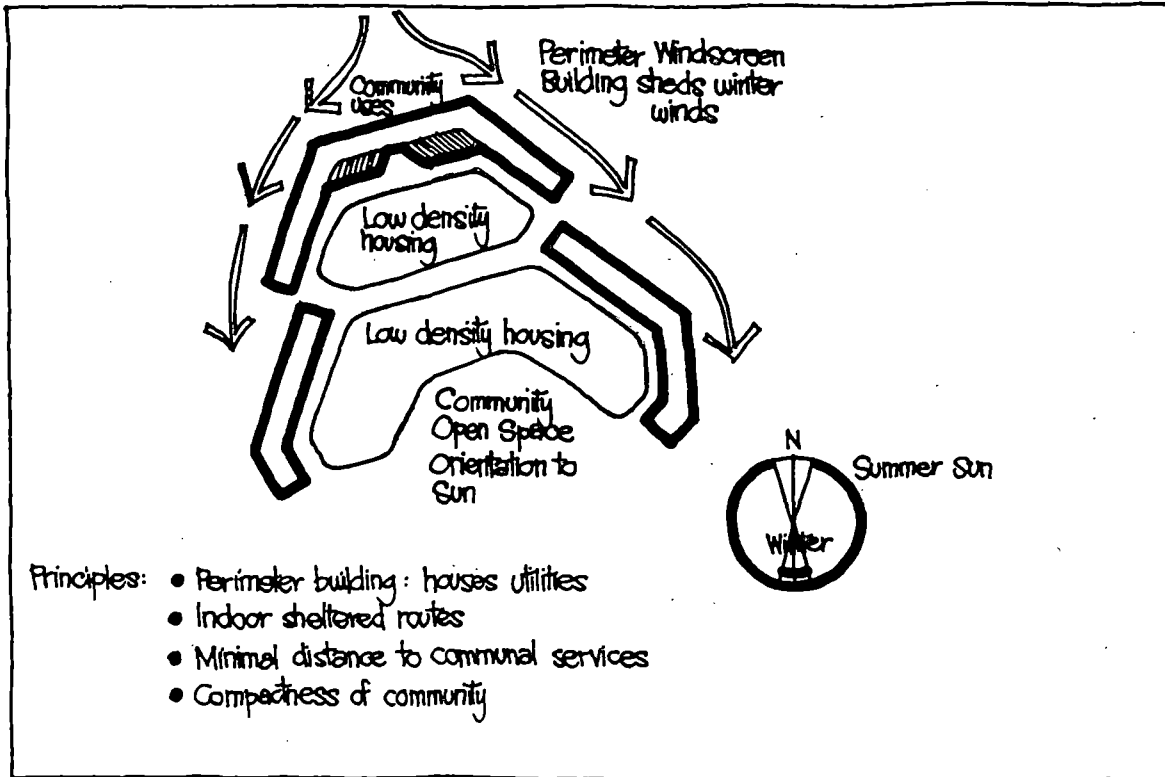 Perimeter Windscreen
Building sheds winter
winds
Community
uses
Low density
housing
Low density housing
Community
Open Space
Orientation to
Sun
N
Summer Sun
Winter
Principles: • Perimeter building: houses utilities
• Indoor sheltered routes
• Minimal distance to communal services
• Compactness of community